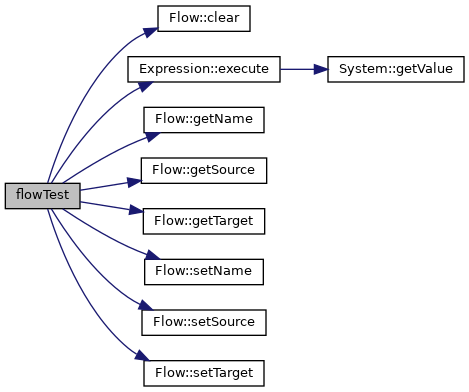 Flow::clear
Expression::execute
System::getValue
Flow::getName
Flow::getSource
flowTest
Flow::getTarget
Flow::setName
Flow::setSource
Flow::setTarget